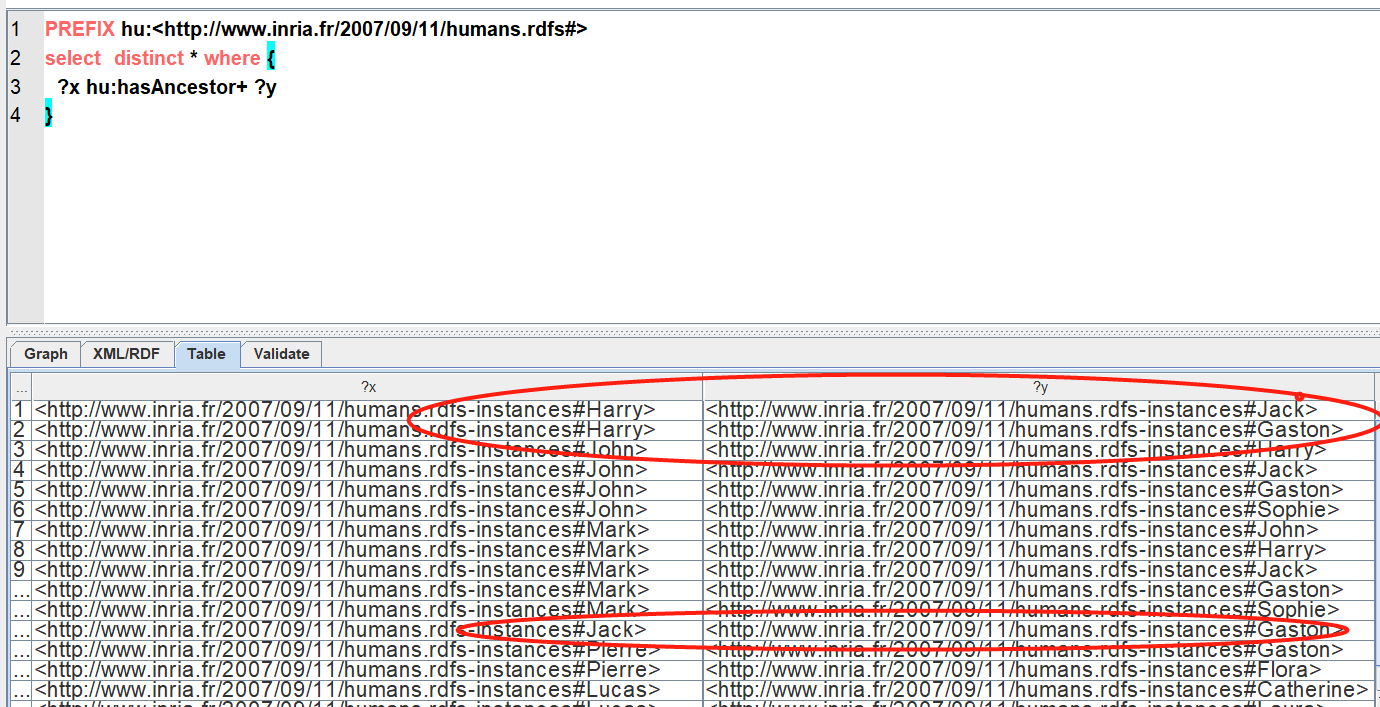 1 PREFIX hu:<http://www.inria.fr/2007/09/11/humans.rdfs#>
2 select distinct * where {
3 ?x hu:hasAncestor+ ?y
4 }
Graph XML/RDF Table Validate
... ?x ?y
1 <http://www.inria.fr/2007/09/11/humans.rdfs-instances#Harry> <http://www.inria.fr/2007/09/11/humans.rdfs-instances#Jack>
2 <http://www.inria.fr/2007/09/11/humans.rdfs-instances#Harry> <http://www.inria.fr/2007/09/11/humans.rdfs-instances#Gaston>
3 <http://www.inria.fr/2007/09/11/humans.rdfs-instances#John> <http://www.inria.fr/2007/09/11/humans.rdfs-instances#Harry>
4 <http://www.inria.fr/2007/09/11/humans.rdfs-instances#John> <http://www.inria.fr/2007/09/11/humans.rdfs-instances#Jack>
5 <http://www.inria.fr/2007/09/11/humans.rdfs-instances#John> <http://www.inria.fr/2007/09/11/humans.rdfs-instances#Gaston>
6 <http://www.inria.fr/2007/09/11/humans.rdfs-instances#John> <http://www.inria.fr/2007/09/11/humans.rdfs-instances#Sophie>
7 <http://www.inria.fr/2007/09/11/humans.rdfs-instances#Mark> <http://www.inria.fr/2007/09/11/humans.rdfs-instances#John>
8 <http://www.inria.fr/2007/09/11/humans.rdfs-instances#Mark> <http://www.inria.fr/2007/09/11/humans.rdfs-instances#Harry>
9 <http://www.inria.fr/2007/09/11/humans.rdfs-instances#Mark> <http://www.inria.fr/2007/09/11/humans.rdfs-instances#Jack>
... <http://www.inria.fr/2007/09/11/humans.rdfs-instances#Mark> <http://www.inria.fr/2007/09/11/humans.rdfs-instances#Gaston>
... <http://www.inria.fr/2007/09/11/humans.rdfs-instances#Mark> <http://www.inria.fr/2007/09/11/humans.rdfs-instances#Sophie>
... <http://www.inria.fr/2007/09/11/humans.rdfs-instances#Jack> <http://www.inria.fr/2007/09/11/humans.rdfs-instances#Gaston>
... <http://www.inria.fr/2007/09/11/humans.rdfs-instances#Pierre> <http://www.inria.fr/2007/09/11/humans.rdfs-instances#Gaston>
... <http://www.inria.fr/2007/09/11/humans.rdfs-instances#Pierre> <http://www.inria.fr/2007/09/11/humans.rdfs-instances#Flora>
... <http://www.inria.fr/2007/09/11/humans.rdfs-instances#Lucas> <http://www.inria.fr/2007/09/11/humans.rdfs-instances#Catherine>